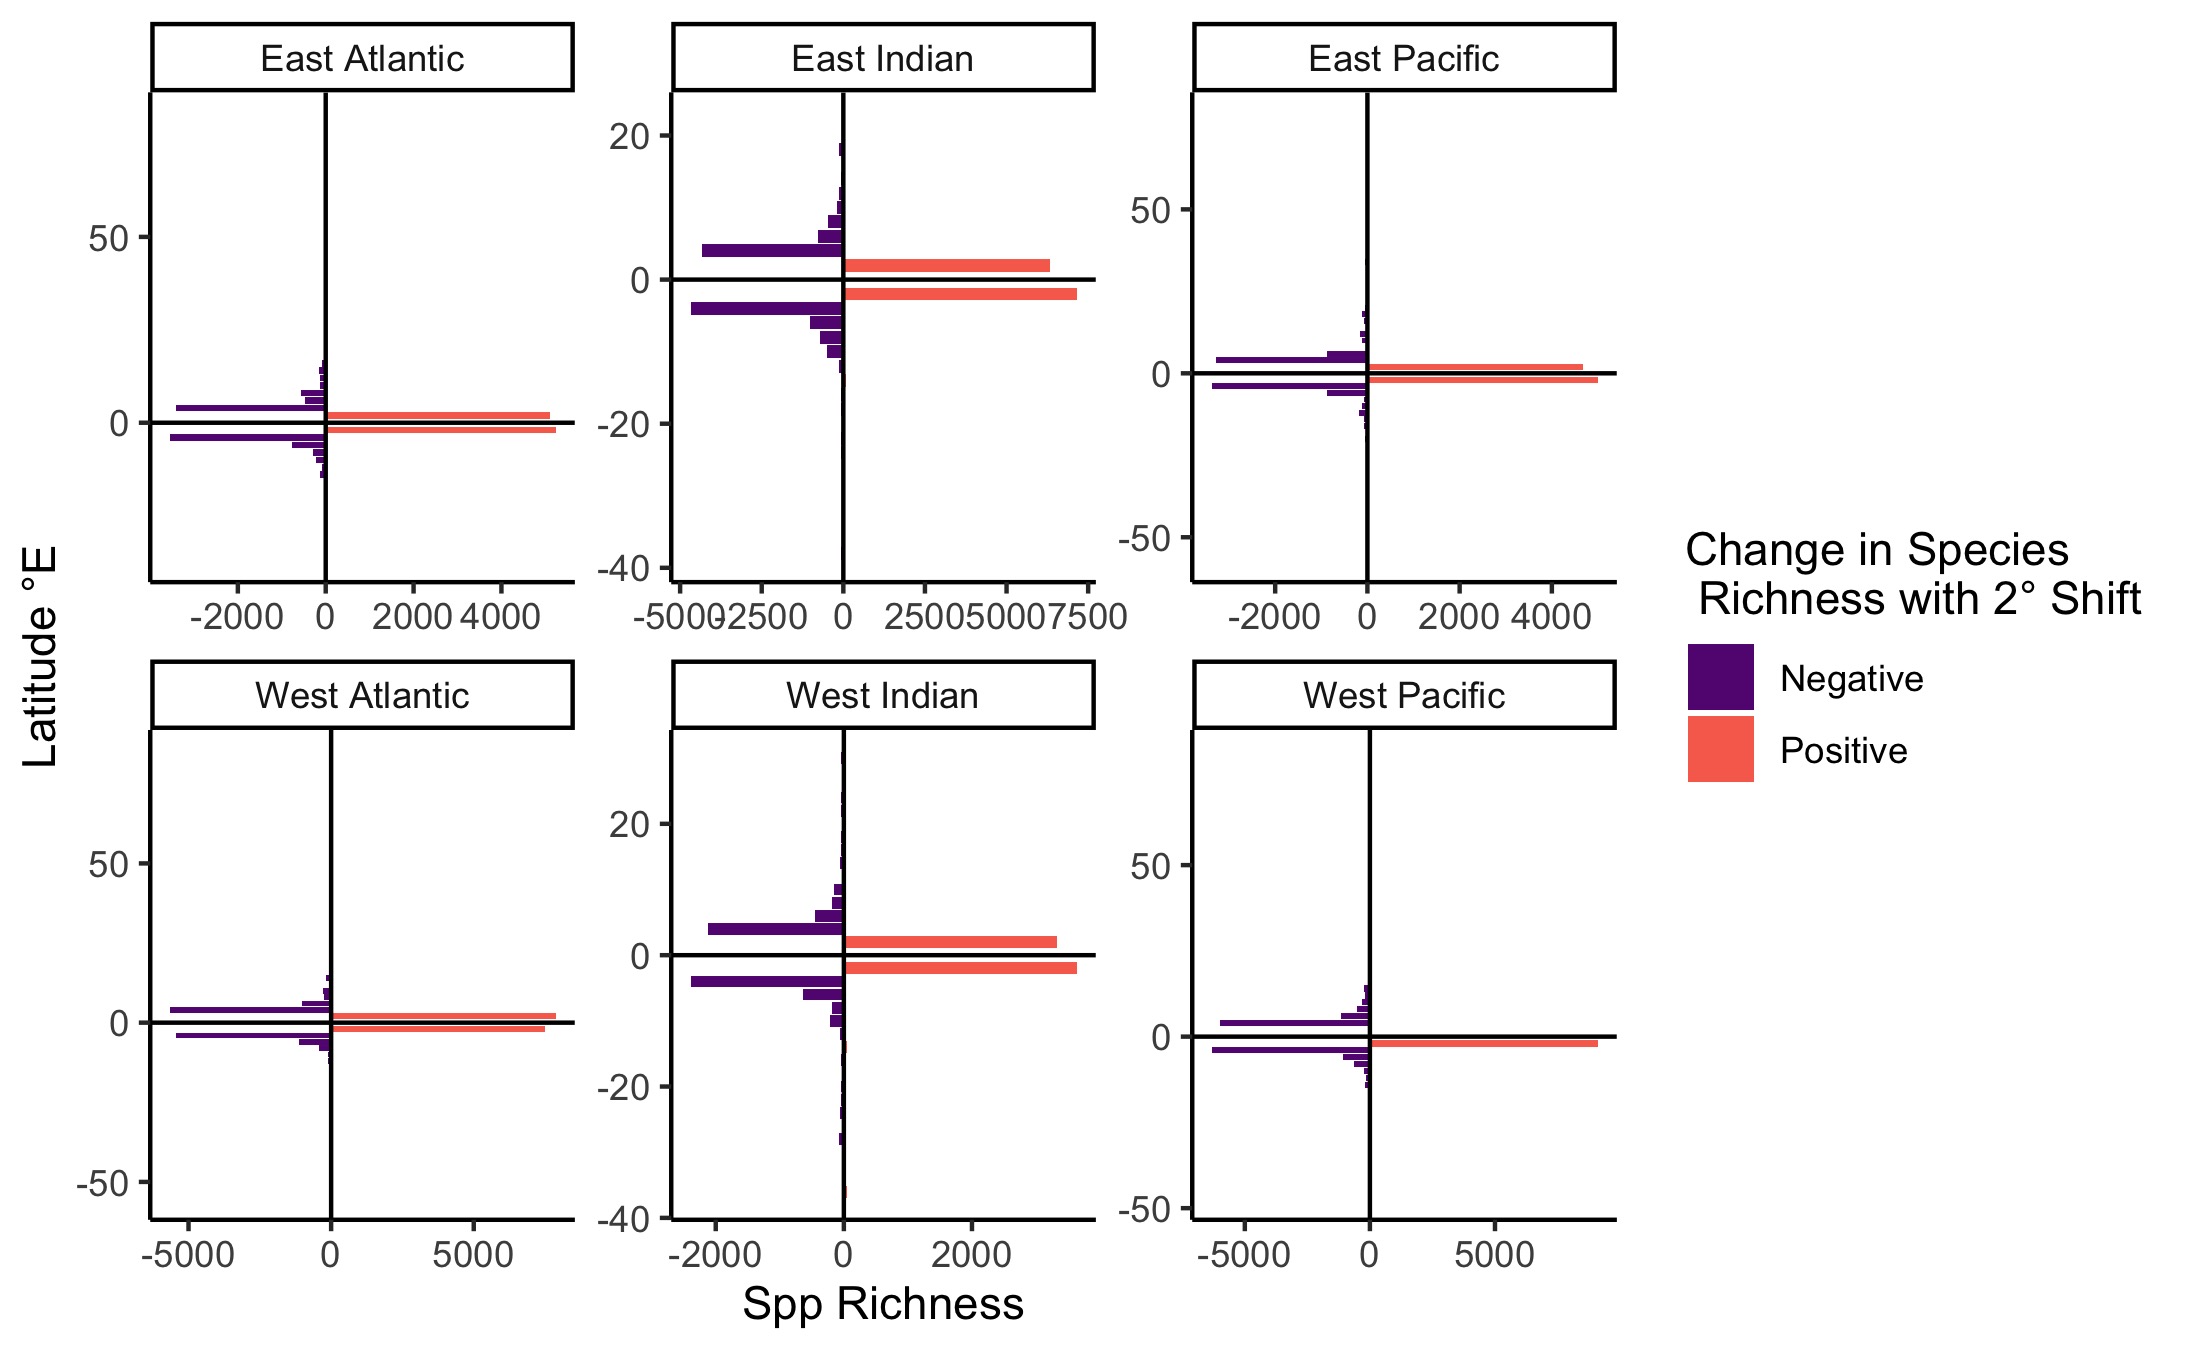 East Atlantic
East Indian
East Pacific
50
0
20
0
-20
-40
50
0
-50
-2000 0 2000 4000
-5000 -2500 0 2500 5000 7500
-2000 0 2000 4000
Latitude °E
West Atlantic
West Indian
West Pacific
50
0
-50
20
0
-20
-40
50
0
-50
-5000 0 5000
-2000 0 2000
-5000 0 5000
Spp Richness
Change in Species
Richness with 2° Shift
Negative
Positive